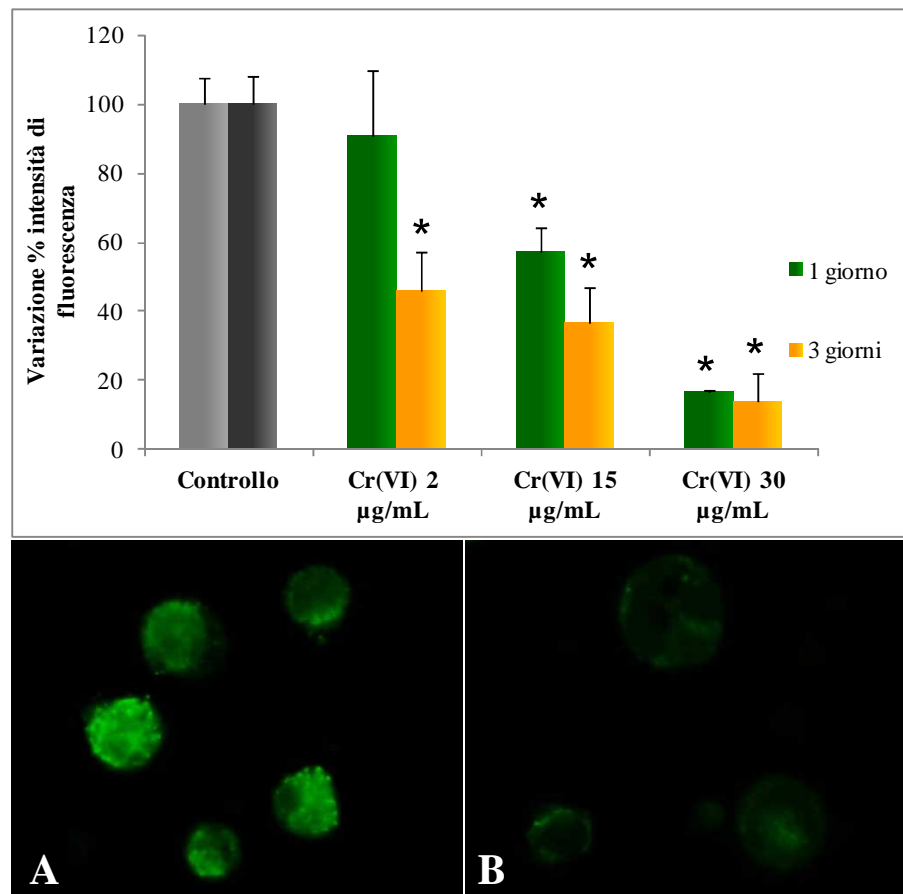 120
100
80
60
40
20
0
Variazione % intensità di
fluorescenza
*
*
*
*
*
1 giorno
3 giorni
Controllo
Cr(VI) 2
µg/mL
Cr(VI) 15
µg/mL
Cr(VI) 30
µg/mL
A
B